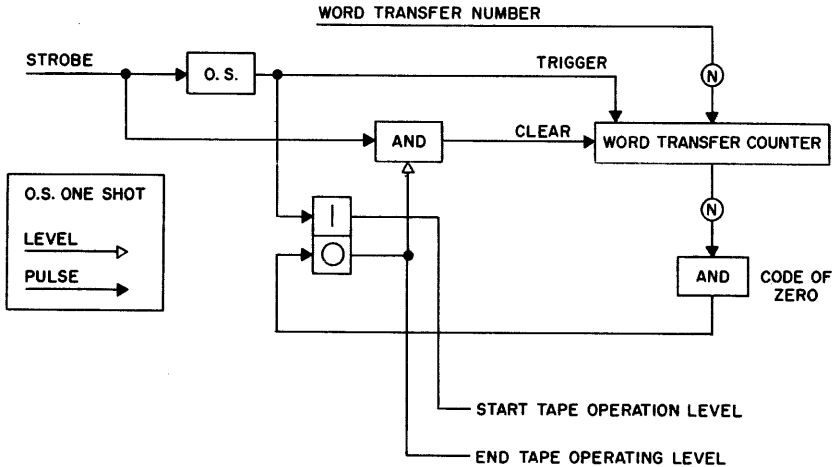 WORD TRANSFER NUMBER
STROBE
O. S.
TRIGGER
N
AND
CLEAR
WORD TRANSFER COUNTER
O.S. ONE SHOT
LEVEL
PULSE
1
0
N
AND
CODE OF
ZERO
START TAPE OPERATION LEVEL
END TAPE OPERATING LEVEL